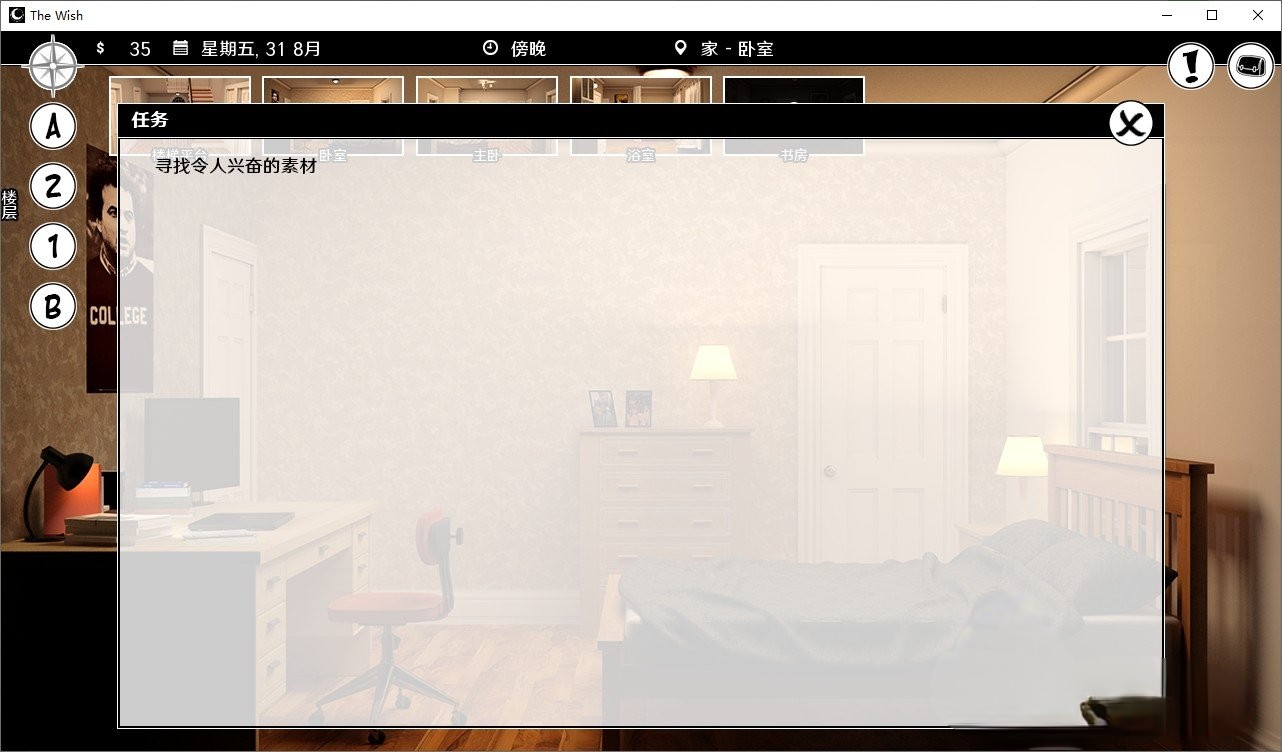 The Wish
$ 35 星期五, 31 8月 傍晚 家 - 卧室
任务
楼梯平台 卧室 主卧 浴室 书房
寻找令人兴奋的素材
楼层
A
2
1
B
COLLEGE